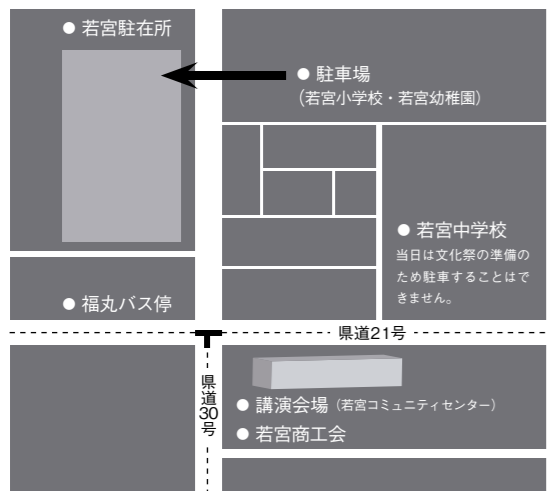 ● 若宮駐在所
● 駐車場
(若宮小学校・若宮幼稚園)
● 若宮中学校
当日は文化祭の準備の
ため駐車することはで
きません。
● 福丸バス停
県道21号
県道30号
● 講演会場(若宮コミュニティセンター)
● 若宮商工会